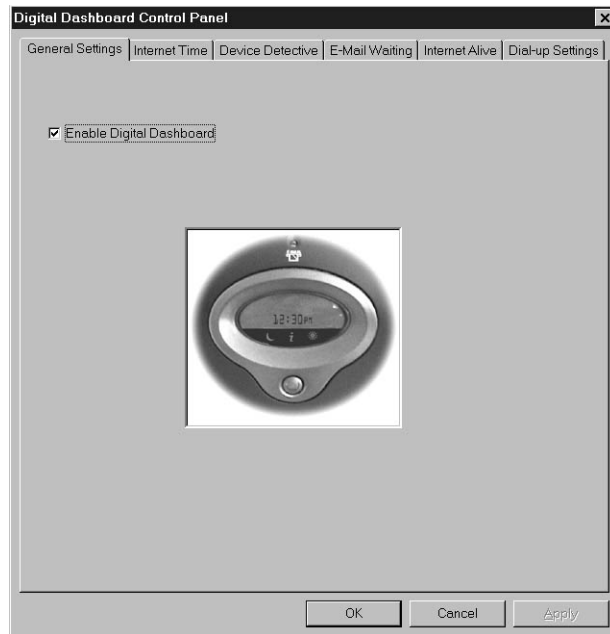 Digital Dashboard Control Panel
General Settings
Internet Time
Device Detective
E-Mail Waiting
Internet Alive
Dial-up Settings
Enable Digital Dashboard
12:30PM
i
OK
Cancel
Apply